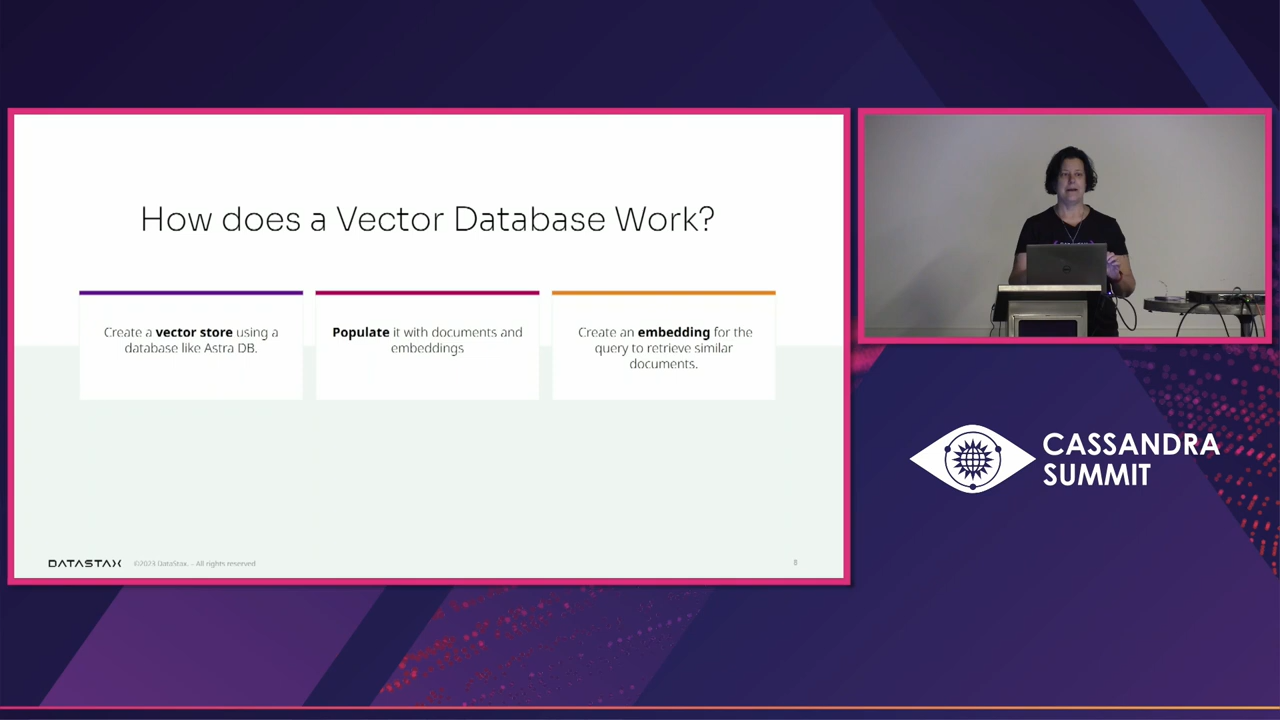 How does a Vector Database Work?
Create a vector store using a
database like Astra DB.
Populate it with documents and
embeddings
Create an embedding for the
query to retrieve similar
documents.
DATASTAX
©2023 DataStax. – All rights reserved
8
CASSANDRA
SUMMIT